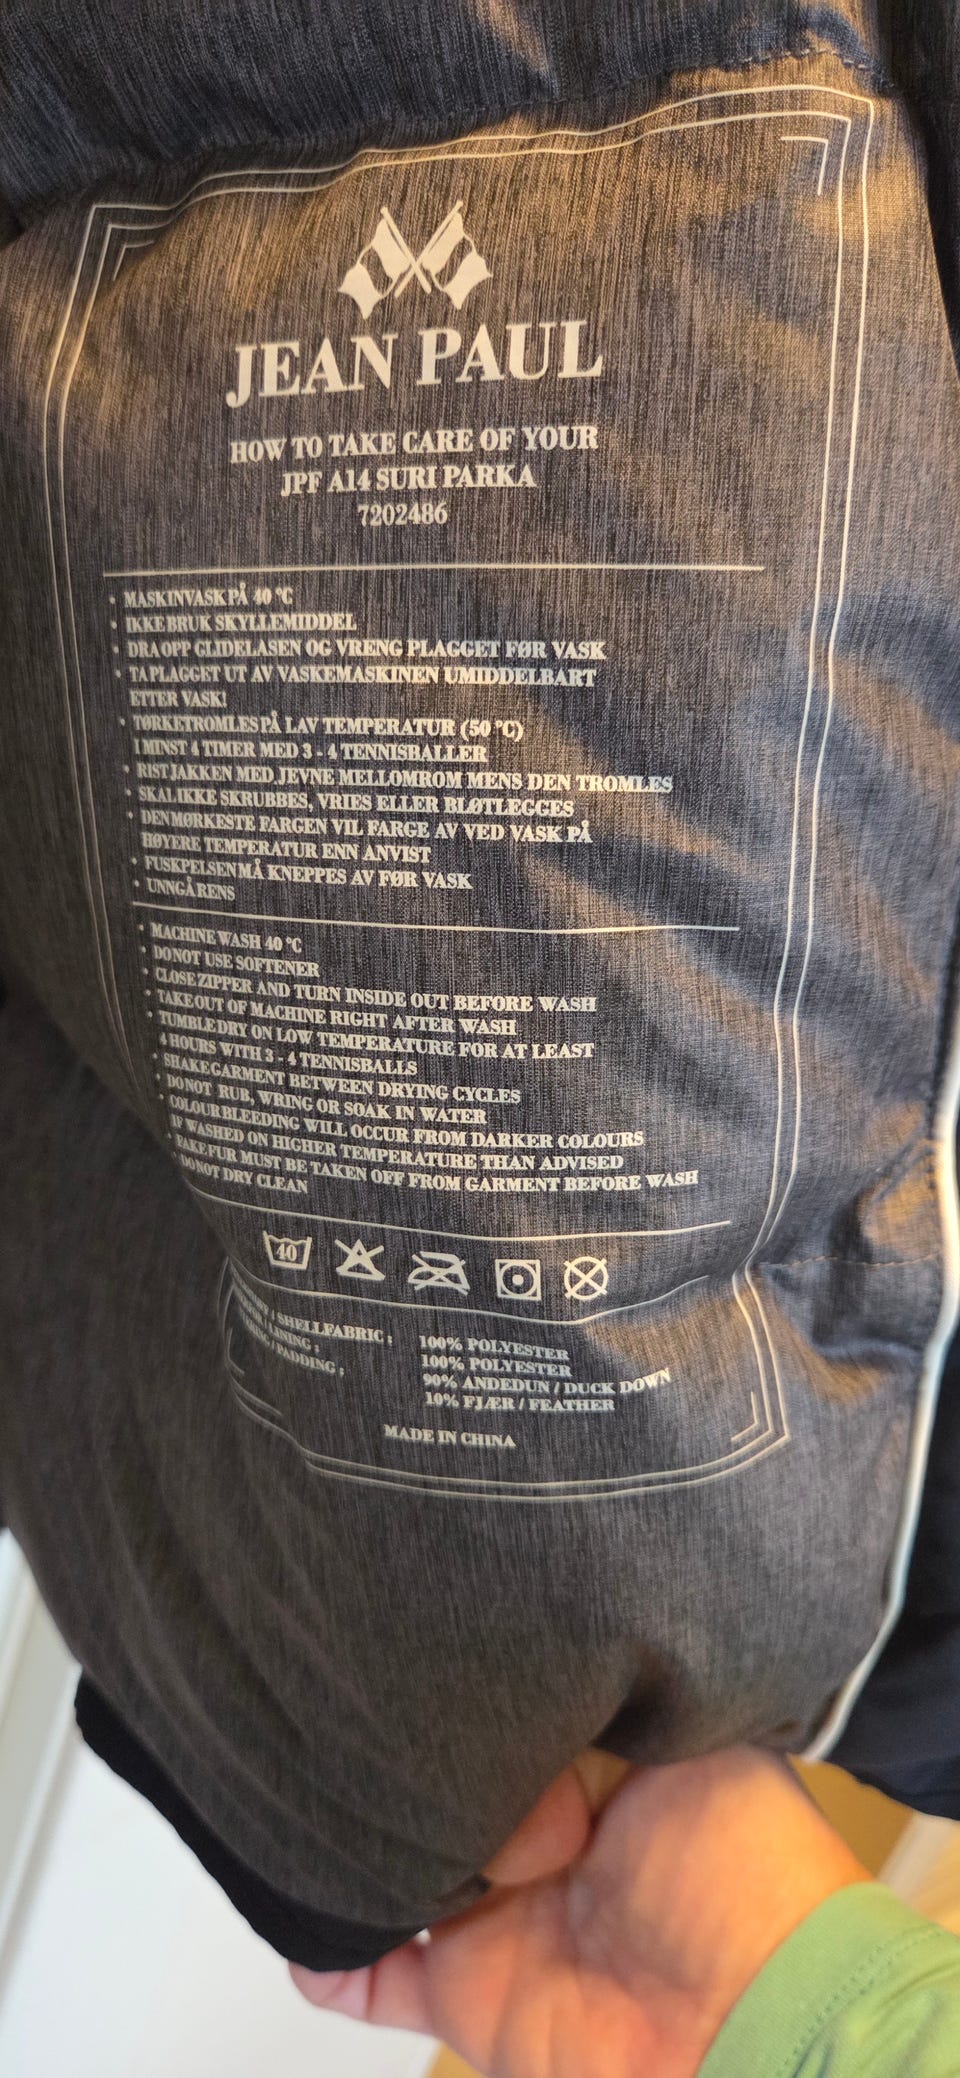 JEAN PAUL
HOW TO TAKE CARE OF YOUR
JPF A14 SURI PARKA
7202486
• MASKINVASK PÅ 40 °C
• IKKE BRUK SKYLLEMIDDEL
• DRA OPP GLIDELASEN OG VRENG PLAGGET FØR VASK
• TA PLAGGET UT AV VASKEMASKINEN UMIDDELBART
ETTER VASK!
• TØRKETROMLES PÅ LAV TEMPERATUR (50 °C)
I MINST 4 TIMER MED 3 - 4 TENNISBALLER
• RIST JAKKEN MED JEVNE MELLOMROM MENS DEN TROMLES
• SKAL IKKE SKRUBBES, VRIES ELLER BLØTLEGGES
• DEN MØRKESTE FARGEN VIL FARGE AV VED VASK PÅ
HØYERE TEMPERATUR ENN ANVIST
• FUSKPELSEN MÅ KNEPPES AV FØR VASK
• UNNGÅ RENS
• MACHINE WASH 40 °C
• DO NOT USE SOFTENER
• CLOSE ZIPPER AND TURN INSIDE OUT BEFORE WASH
• TAKE OUT OF MACHINE RIGHT AFTER WASH
• TUMBLE DRY ON LOW TEMPERATURE FOR AT LEAST
4 HOURS WITH 3 - 4 TENNISBALLS
• SHAKE GARMENT BETWEEN DRYING CYCLES
• DO NOT RUB, WRING OR SOAK IN WATER
• COLOUR BLEEDING WILL OCCUR FROM DARKER COLOURS
IF WASHED ON HIGHER TEMPERATURE THAN ADVISED
• FAKE FUR MUST BE TAKEN OFF FROM GARMENT BEFORE WASH
• DO NOT DRY CLEAN
40
/ SHELLFABRIC : 100% POLYESTER
LINING : 100% POLYESTER
/ PADDING : 90% ANDEDUN / DUCK DOWN
10% FJÆR / FEATHER
MADE IN CHINA